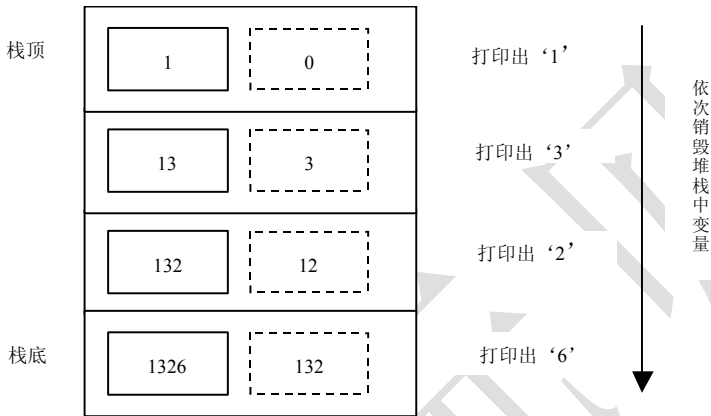 栈顶
1 0
打印出‘1’
13 3
打印出‘3’
132 12
打印出‘2’
栈底
1326 132
打印出‘6’
依次销毁堆栈中变量